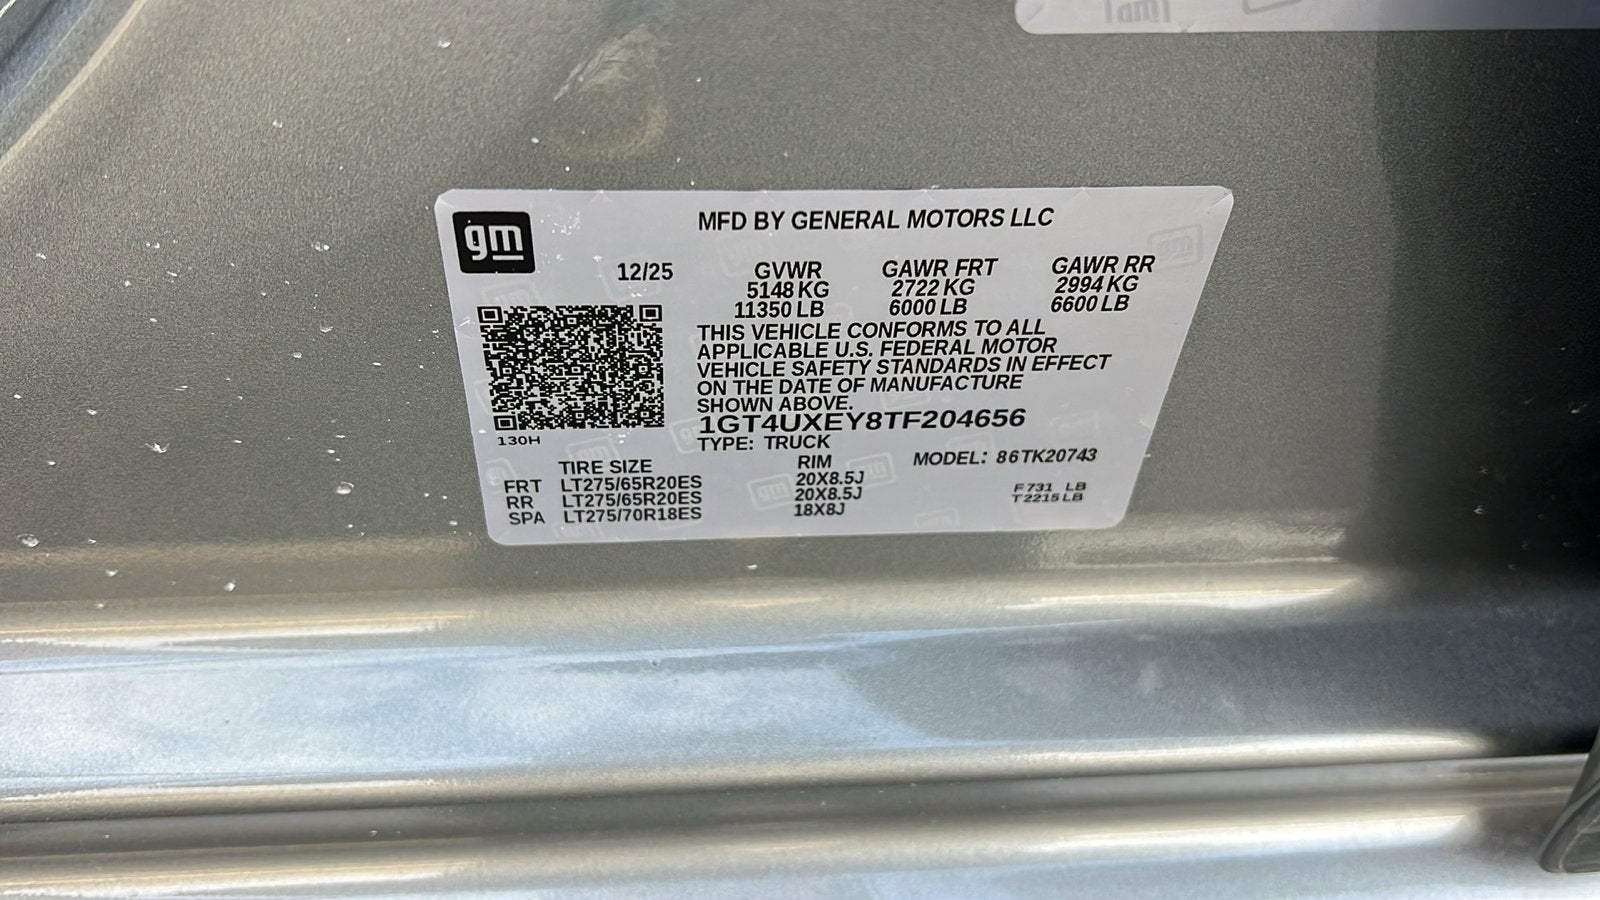 gm
MFD BY GENERAL MOTORS LLC
12/25
GVWR GAWR FRT GAWR RR
5148 KG 2722 KG 2994 KG
11350 LB 6000 LB 6600 LB
THIS VEHICLE CONFORMS TO ALL
APPLICABLE U.S. FEDERAL MOTOR
VEHICLE SAFETY STANDARDS IN EFFECT
ON THE DATE OF MANUFACTURE
SHOWN ABOVE.
1GT4UXEY8TF204656
130H
TYPE: TRUCK
MODEL: 86TK20743
TIRE SIZE RIM
FRT LT275/65R20ES 20X8.5J
RR LT275/65R20ES 20X8.5J
SPA LT275/70R18ES 18X8J
F 731 LB
T 2215 LB